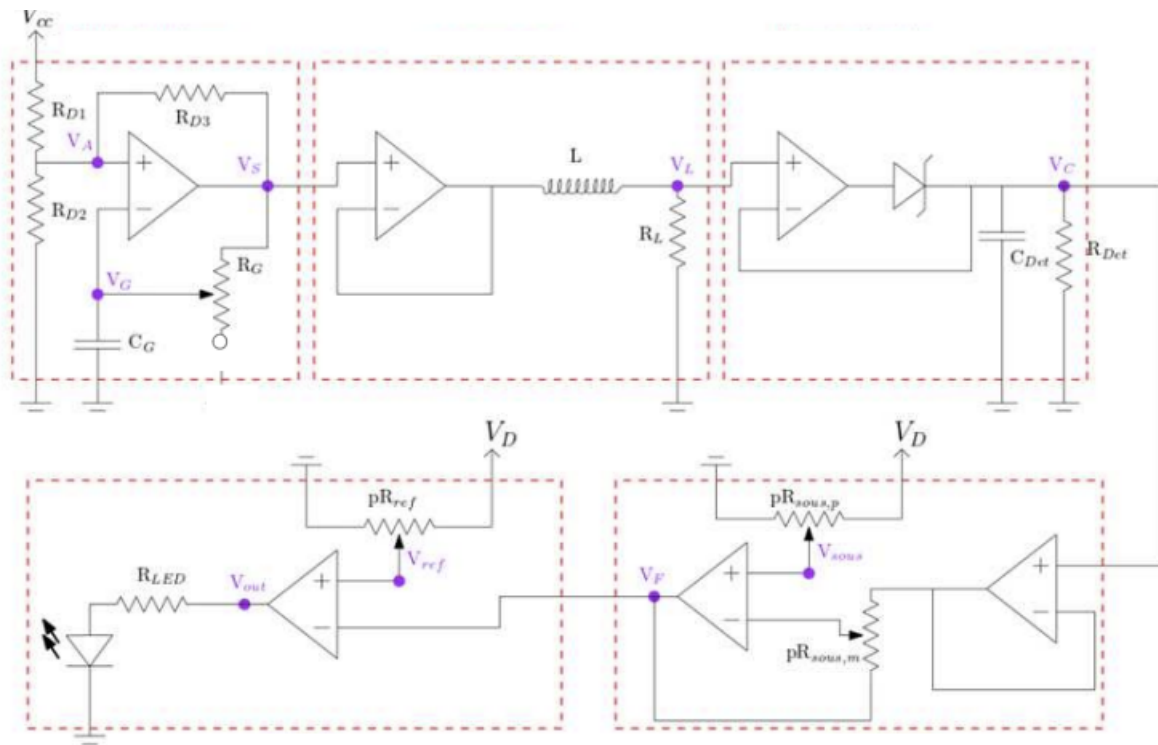 Vcc
R_D1
R_D3
V_A
V_S
L
V_L
V_C
+
+
+
R_D2
−
−
−
R_L
C_Det
R_Det
R_G
V_G
C_G
V_D
V_D
pR_ref
pR_sous,p
V_ref
V_sous
R_LED
V_out
+
V_F
+
+
−
−
−
pR_sous,m